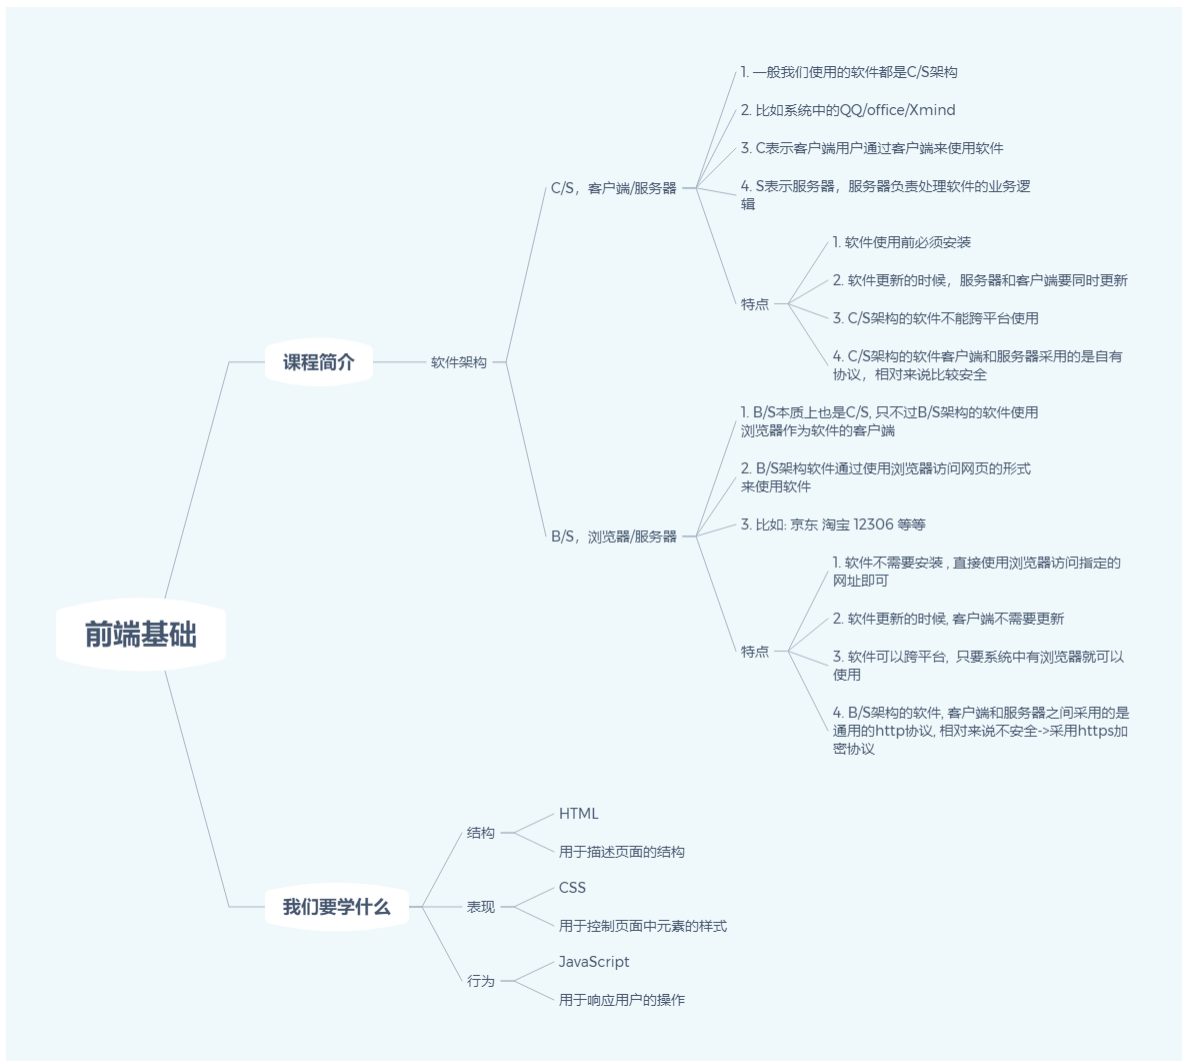 前端基础
课程简介
软件架构
C/S，客户端/服务器
1. 一般我们使用的软件都是C/S架构
2. 比如系统中的QQ/office/Xmind
3. C表示客户端用户通过客户端来使用软件
4. S表示服务器，服务器负责处理软件的业务逻
辑
特点
1. 软件使用前必须安装
2. 软件更新的时候，服务器和客户端要同时更新
3. C/S架构的软件不能跨平台使用
4. C/S架构的软件客户端和服务器采用的是自有
协议，相对来说比较安全
B/S，浏览器/服务器
1. B/S本质上也是C/S, 只不过B/S架构的软件使用
浏览器作为软件的客户端
2. B/S架构软件通过使用浏览器访问网页的形式
来使用软件
3. 比如: 京东 淘宝 12306 等等
特点
1. 软件不需要安装 , 直接使用浏览器访问指定的
网址即可
2. 软件更新的时候, 客户端不需要更新
3. 软件可以跨平台,  只要系统中有浏览器就可以
使用
4. B/S架构的软件, 客户端和服务器之间采用的是
通用的http协议, 相对来说不安全->采用https加
密协议
我们要学什么
结构
HTML
用于描述页面的结构
表现
CSS
用于控制页面中元素的样式
行为
JavaScript
用于响应用户的操作